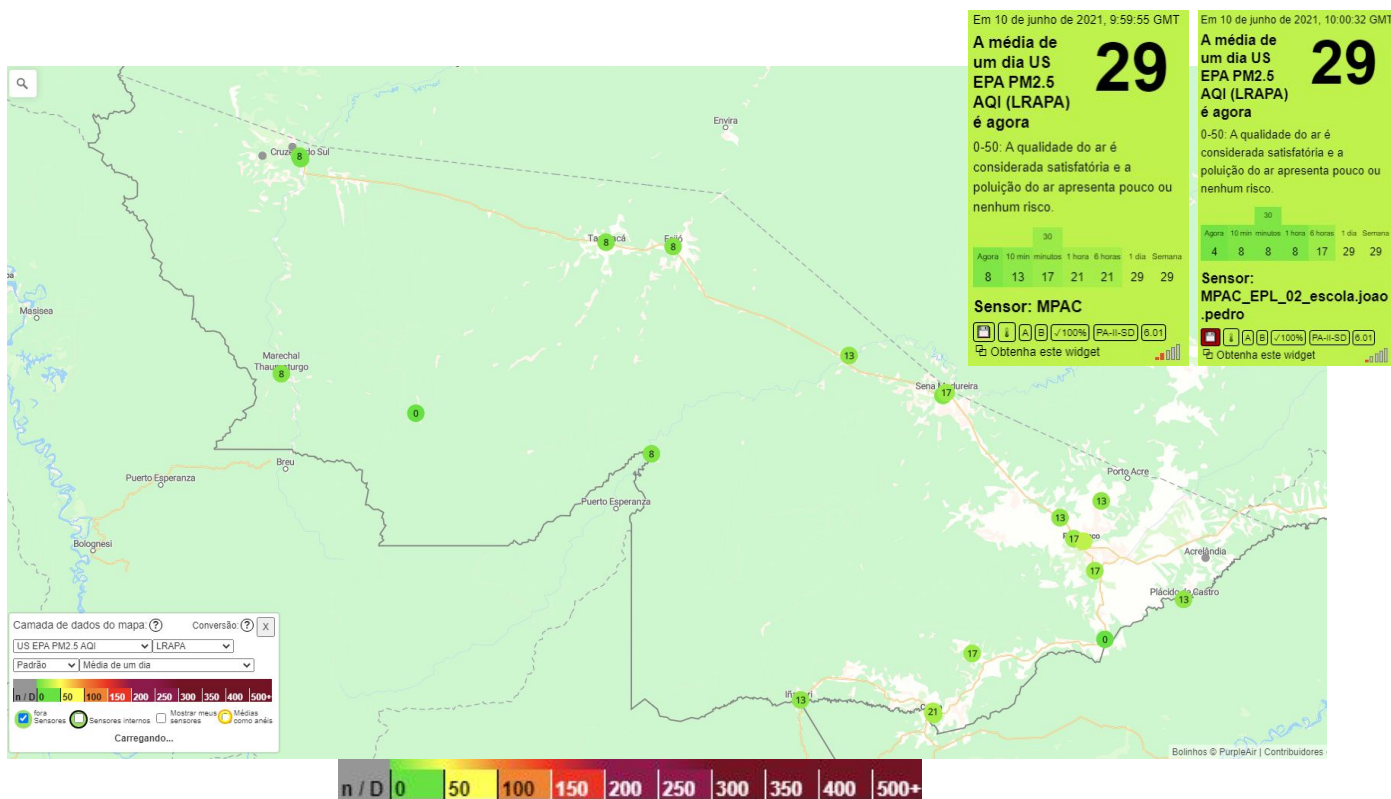 Em 10 de junho de 2021, 9:59:55 GMT
A média de
um dia US
EPA PM2.5
AQI (LRAPA)
é agora
29
0-50: A qualidade do ar é
considerada satisfatória e a
poluição do ar apresenta pouco ou
nenhum risco.
30
Agora 10 min minutos 1 hora 6 horas 1 dia Semana
8 13 17 21 21 29 29
Sensor: MPAC
A B √100% PA-II-SD 6.01
Obtenha este widget
Em 10 de junho de 2021, 10:00:32 GMT
A média de
um dia US
EPA PM2.5
AQI (LRAPA)
é agora
29
0-50: A qualidade do ar é
considerada satisfatória e a
poluição do ar apresenta pouco ou
nenhum risco.
30
Agora 10 min minutos 1 hora 6 horas 1 dia Semana
4 8 8 8 17 29 29
Sensor:
MPAC_EPL_02_escola.joao
.pedro
A B √100% PA-II-SD 6.01
Obtenha este widget
Envira
8
8
8
Masisea
13
Marechal
8
Sena Madureira
17
0
8
Breu
Porto Acre
Puerto Esperanza
Puerto Esperanza
13
13
Bolognesi
17
Acrelândia
17
Plácido de Castro
13
0
17
13
21
Camada de dados do mapa: ? Conversão: ? X
US EPA PM2.5 AQI LRAPA
Padrão Média de um dia
n / D 0 50 100 150 200 250 300 350 400 500+
fora
Sensores
Sensores internos
Mostrar meus
sensores
Médias
como anéis
Carregando...
Bolinhos © PurpleAir | Contribuidores
n / D 0 50 100 150 200 250 300 350 400 500+